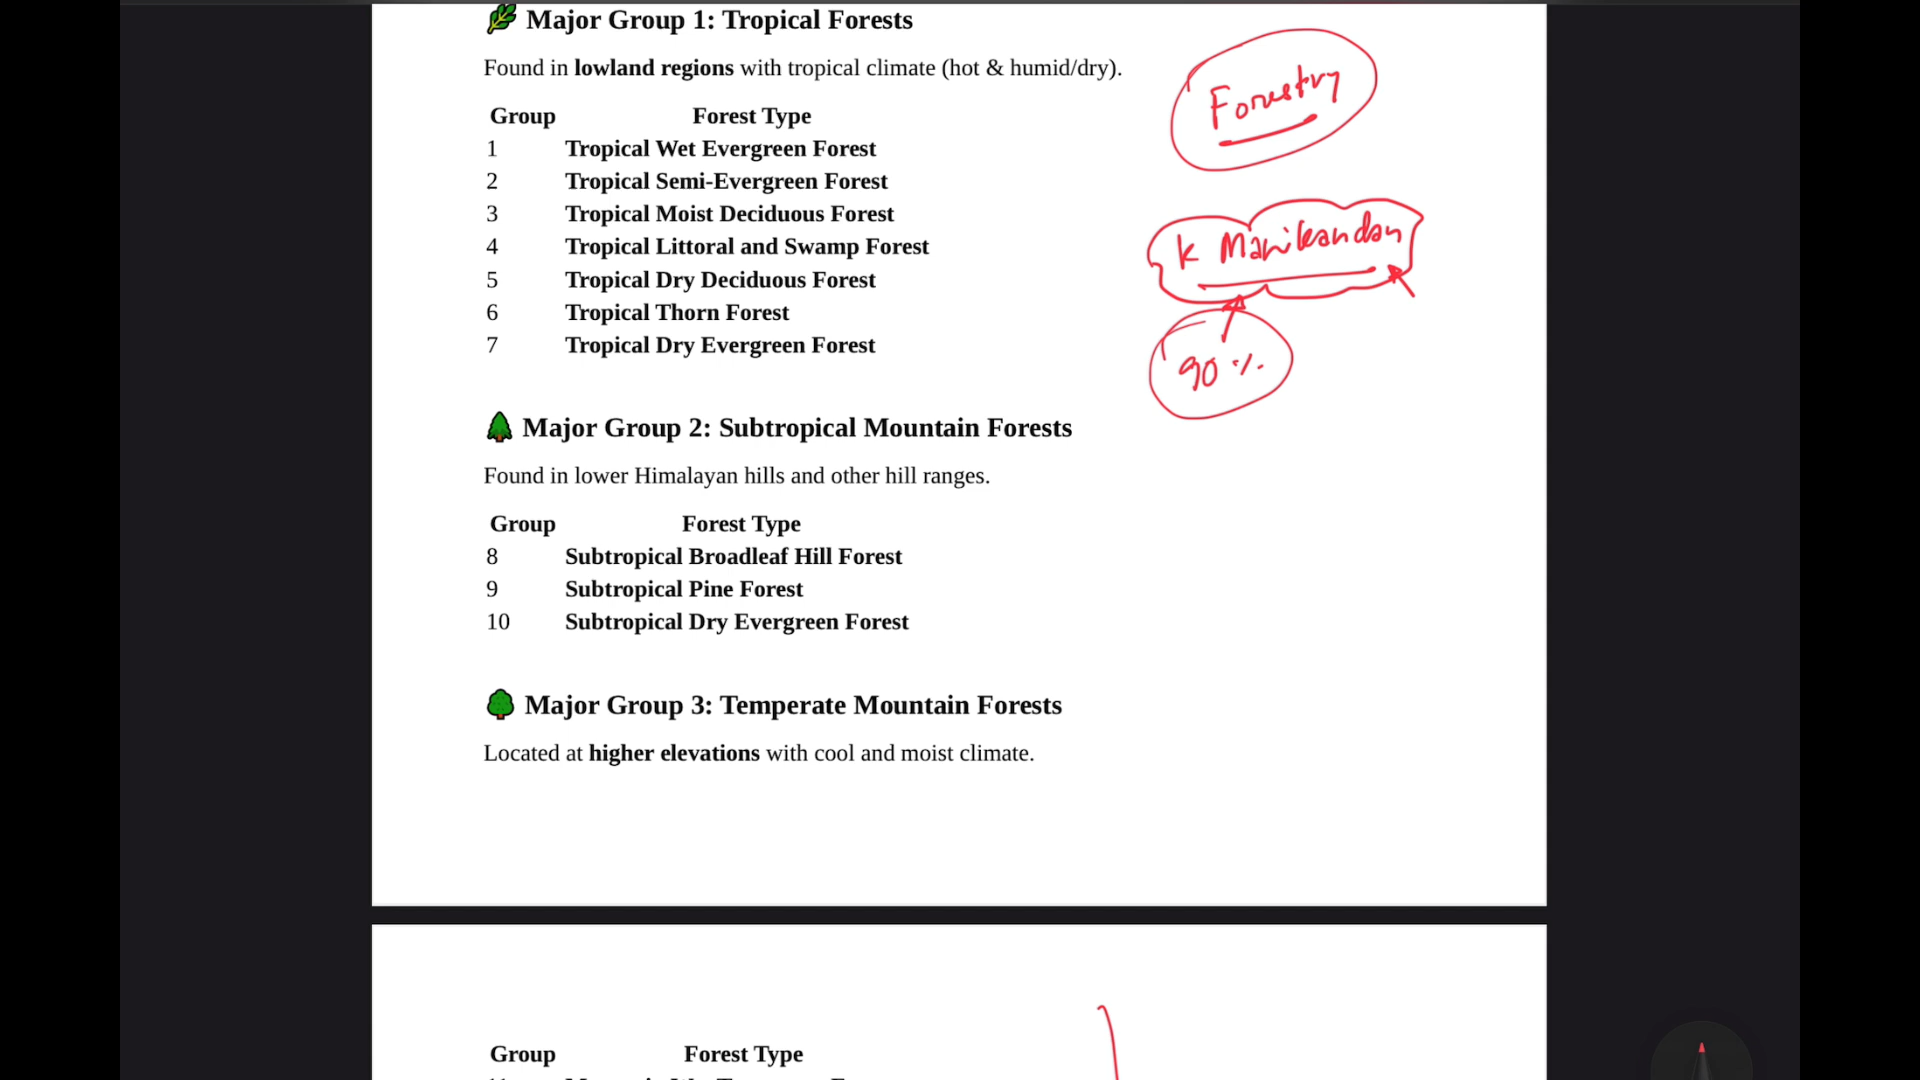 Major Group 1: Tropical Forests
Found in lowland regions with tropical climate (hot & humid/dry).
Group Forest Type
1 Tropical Wet Evergreen Forest
2 Tropical Semi-Evergreen Forest
3 Tropical Moist Deciduous Forest
4 Tropical Littoral and Swamp Forest
5 Tropical Dry Deciduous Forest
6 Tropical Thorn Forest
7 Tropical Dry Evergreen Forest
Forestry
K Manikandan
90 %
Major Group 2: Subtropical Mountain Forests
Found in lower Himalayan hills and other hill ranges.
Group Forest Type
8 Subtropical Broadleaf Hill Forest
9 Subtropical Pine Forest
10 Subtropical Dry Evergreen Forest
Major Group 3: Temperate Mountain Forests
Located at higher elevations with cool and moist climate.
Group Forest Type